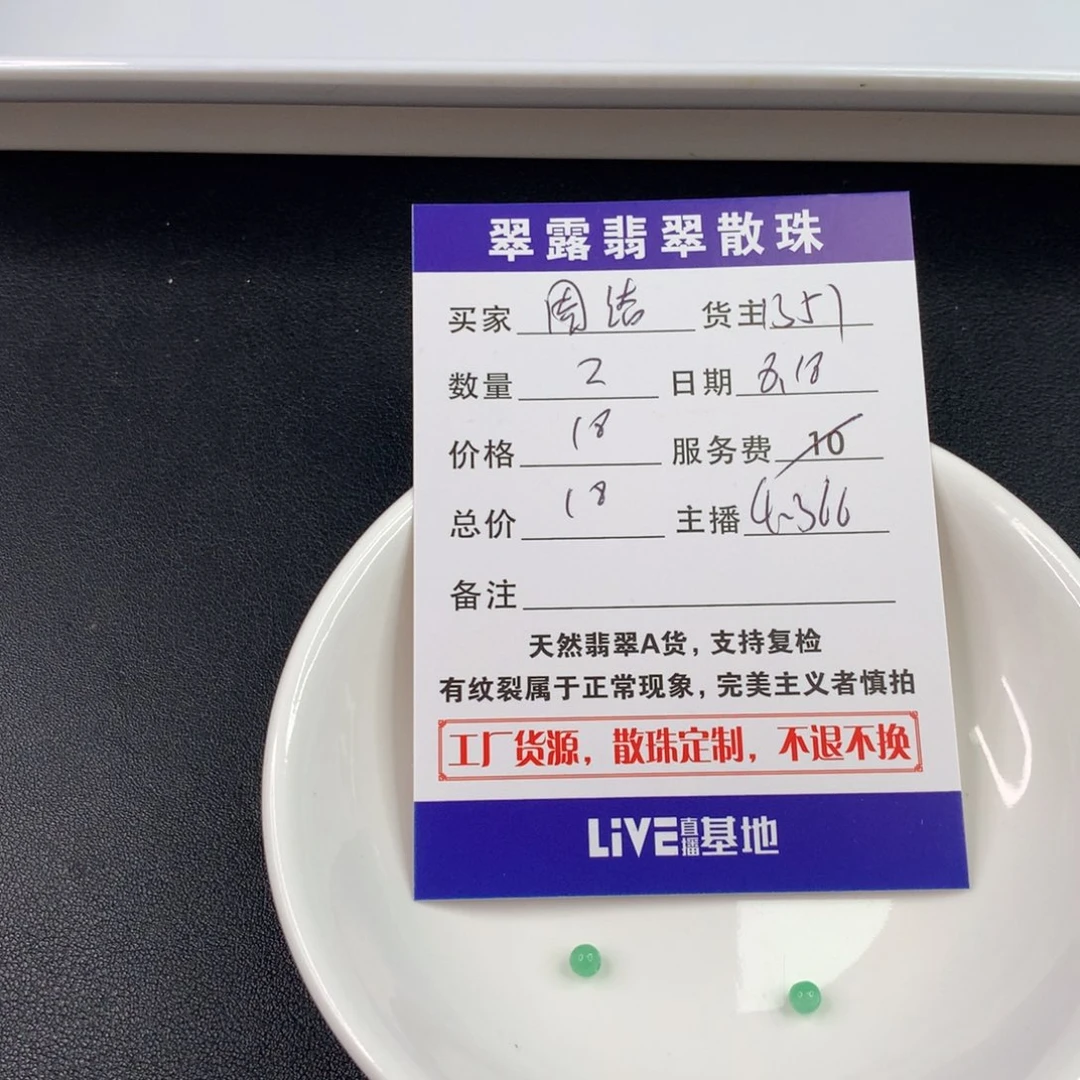 翠露翡翠散珠
买家 周洁 货主 1357
数量 2 日期 8.18
价格 18 服务费 10
总价 18 主播 4-366
备注
天然翡翠A货，支持复检
有纹裂属于正常现象，完美主义者慎拍
工厂货源，散珠定制，不退不换
LiVE直播基地